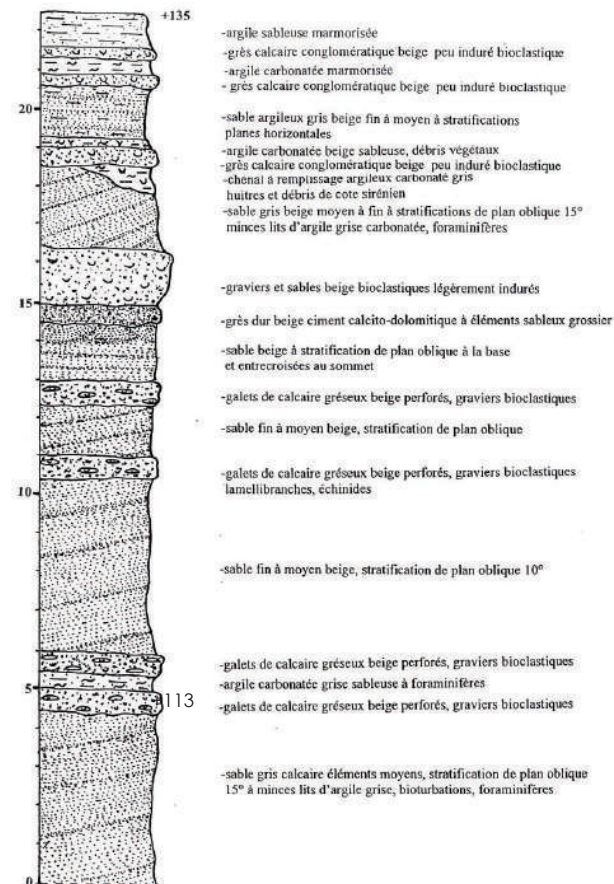 +135
-argile sableuse marmorisée
-grès calcaire conglomératique beige peu induré bioclastique
-argile carbonatée marmorisée
- grès calcaire conglomératique beige peu induré bioclastique
20
-sable argileux gris beige fin à moyen à stratifications
planes horizontales
-argile carbonatée beige sableuse, débris végétaux
-grès calcaire conglomératique beige peu induré bioclastique
-chenal à remplissage argileux carbonaté gris
huitres et débris de cote sirénien
-sable gris beige moyen à fin à stratifications de plan oblique 15°
minces lits d'argile grise carbonatée, foraminifères
15
-graviers et sables beige bioclastiques légèrement indurés
-grès dur beige ciment calcito-dolomitique à éléments sableux grossier
-sable beige à stratification de plan oblique à la base
et entrecroisées au sommet
-galets de calcaire gréseux beige perforés, graviers bioclastiques
-sable fin à moyen beige, stratification de plan oblique
10
-galets de calcaire gréseux beige perforés, graviers bioclastiques
lamellibranches, échinides
-sable fin à moyen beige, stratification de plan oblique 10°
-galets de calcaire gréseux beige perforés, graviers bioclastiques
-argile carbonatée grise sableuse à foraminifères
5
113
-galets de calcaire gréseux beige perforés, graviers bioclastiques
-sable gris calcaire éléments moyens, stratification de plan oblique
15° à minces lits d'argile grise, bioturbations, foraminifères
0